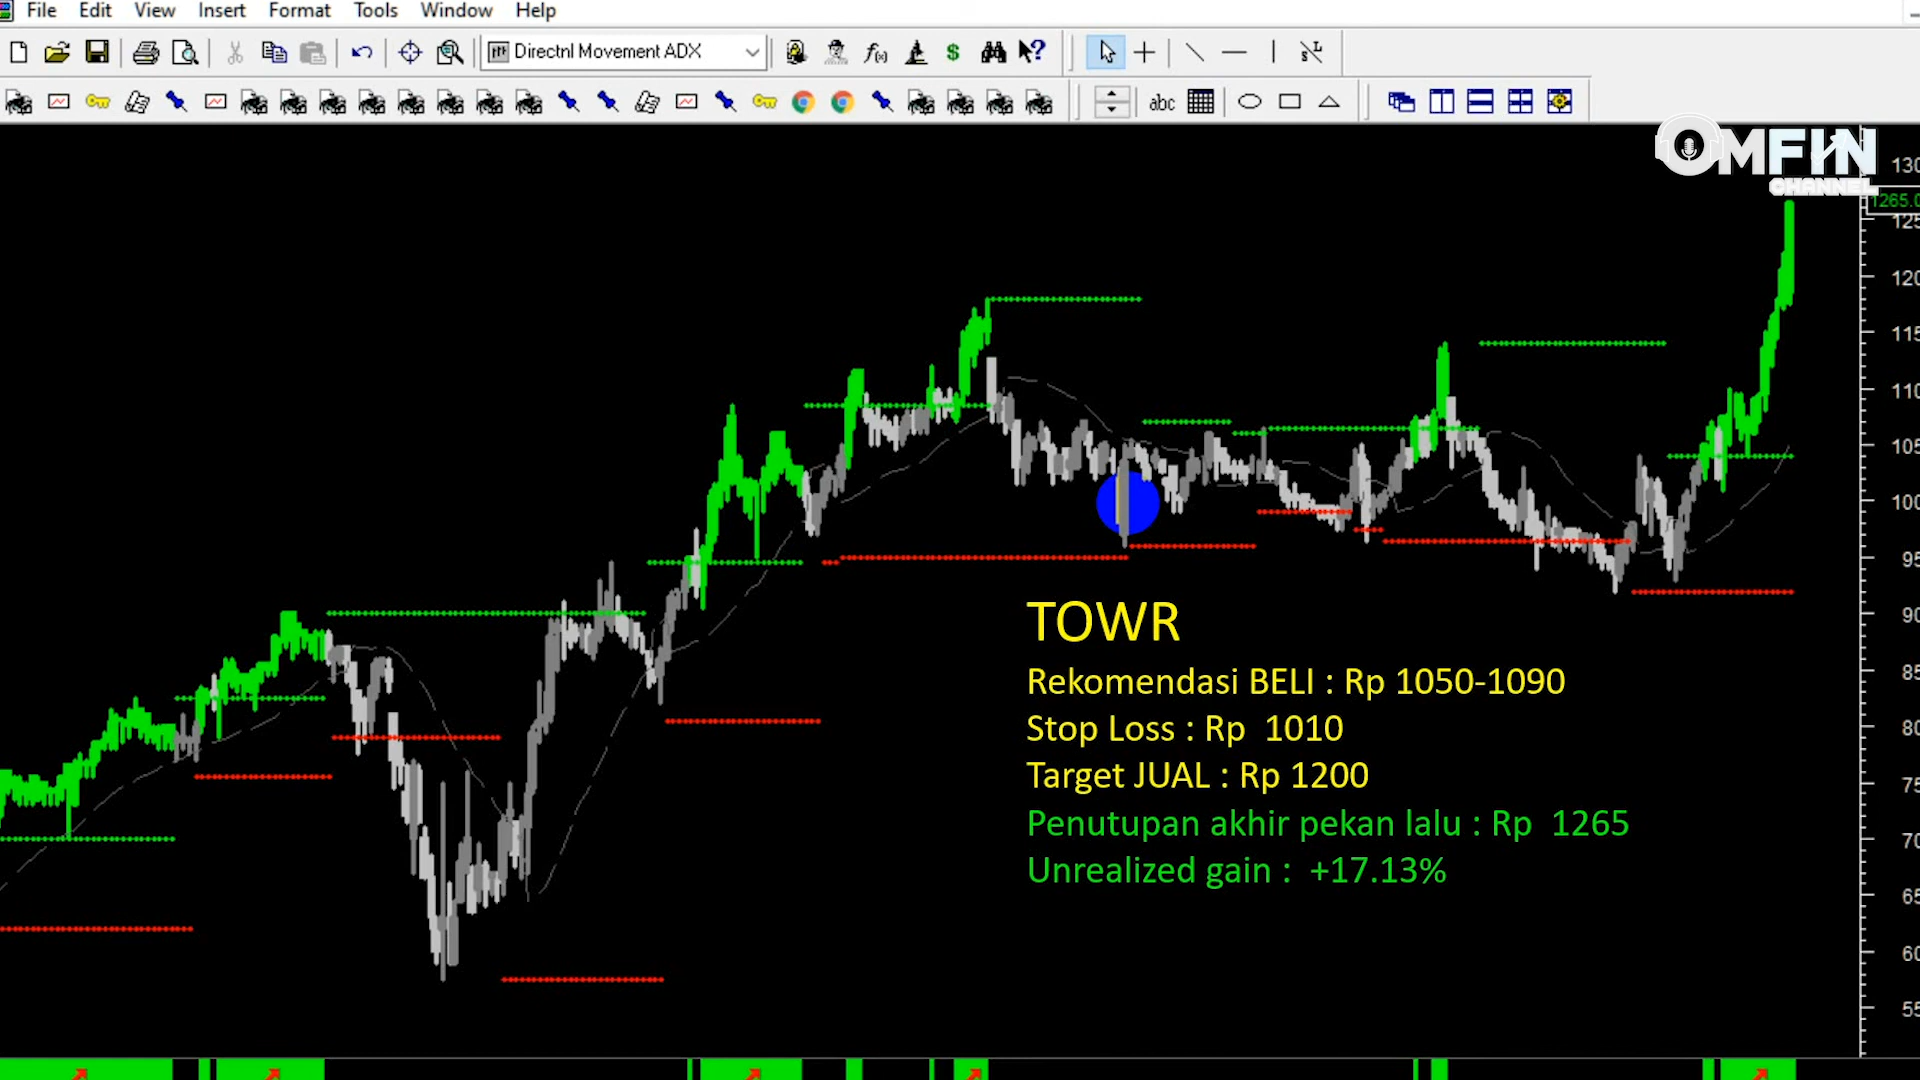 File Edit View Insert Format Tools Window Help
Directnl Movement ADX
abc
OMFIN
CHANNEL
1265.0
TOWR
Rekomendasi BELI : Rp 1050-1090
Stop Loss : Rp 1010
Target JUAL : Rp 1200
Penutupan akhir pekan lalu : Rp 1265
Unrealized gain : +17.13%